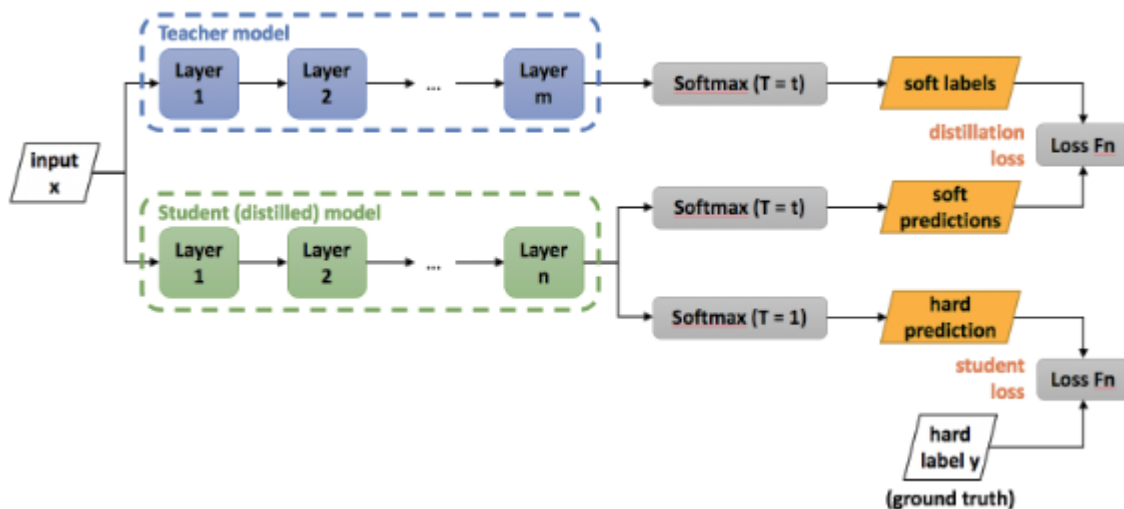 Teacher model
Layer
1
Layer
2
...
Layer
m
Softmax (T = t)
soft labels
distillation
loss
Loss Fn
input
x
Student (distilled) model
Layer
1
Layer
2
...
Layer
n
Softmax (T = t)
soft
predictions
Softmax (T = 1)
hard
prediction
student
loss
Loss Fn
hard
label y
(ground truth)